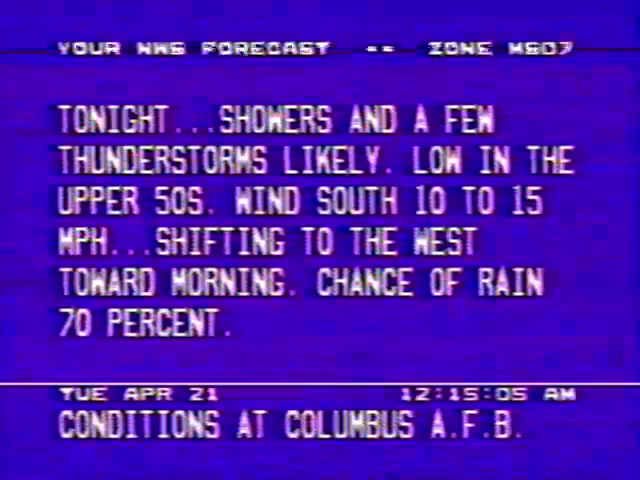 YOUR NWS FORECAST -- ZONE MS07
TONIGHT...SHOWERS AND A FEW
THUNDERSTORMS LIKELY. LOW IN THE
UPPER 50S. WIND SOUTH 10 TO 15
MPH...SHIFTING TO THE WEST
TOWARD MORNING. CHANCE OF RAIN
70 PERCENT.
TUE APR 21 12:15:05 AM
CONDITIONS AT COLUMBUS A.F.B.